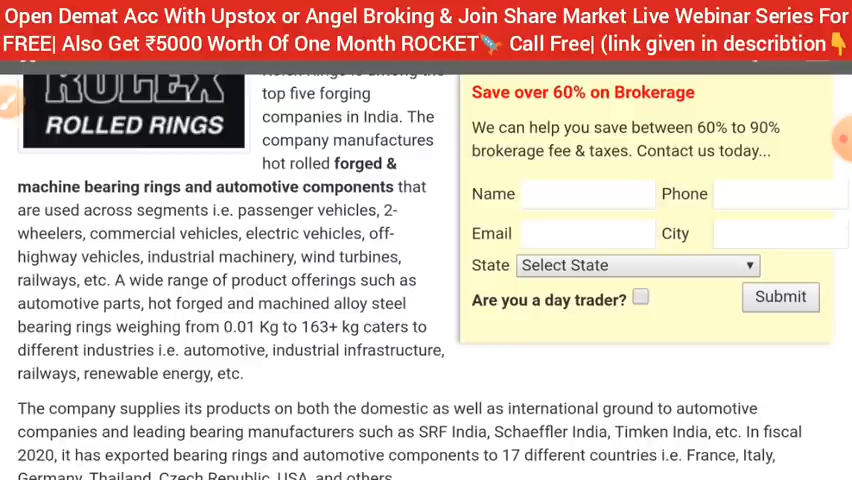 Open Demat Acc With Upstox or Angel Broking & Join Share Market Live Webinar Series For
FREE| Also Get ₹5000 Worth Of One Month ROCKET🚀 Call Free| (link given in describtion👇
ROLEX
ROLLED RINGS
top five forging
companies in India. The
company manufactures
hot rolled forged &
machine bearing rings and automotive components that
are used across segments i.e. passenger vehicles, 2-
wheelers, commercial vehicles, electric vehicles, off-
highway vehicles, industrial machinery, wind turbines,
railways, etc. A wide range of product offerings such as
automotive parts, hot forged and machined alloy steel
bearing rings weighing from 0.01 Kg to 163+ kg caters to
different industries i.e. automotive, industrial infrastructure,
railways, renewable energy, etc.
The company supplies its products on both the domestic as well as international ground to automotive
companies and leading bearing manufacturers such as SRF India, Schaeffler India, Timken India, etc. In fiscal
2020, it has exported bearing rings and automotive components to 17 different countries i.e. France, Italy,
Germany, Thailand, Czech Republic, USA, and others.
Save over 60% on Brokerage
We can help you save between 60% to 90%
brokerage fee & taxes. Contact us today...
Name Phone
Email City
State Select State
Are you a day trader? Submit